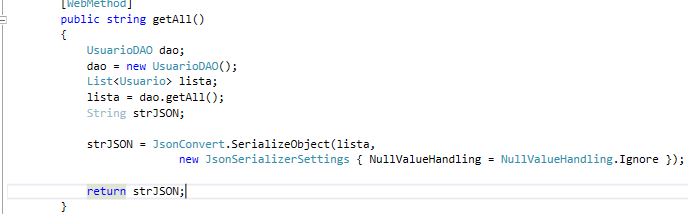 [WebMethod]
public string getAll()
{
UsuarioDAO dao;
dao = new UsuarioDAO();
List<Usuario> lista;
lista = dao.getAll();
String strJSON;
strJSON = JsonConvert.SerializeObject(lista,
new JsonSerializerSettings { NullValueHandling = NullValueHandling.Ignore });
return strJSON;
}